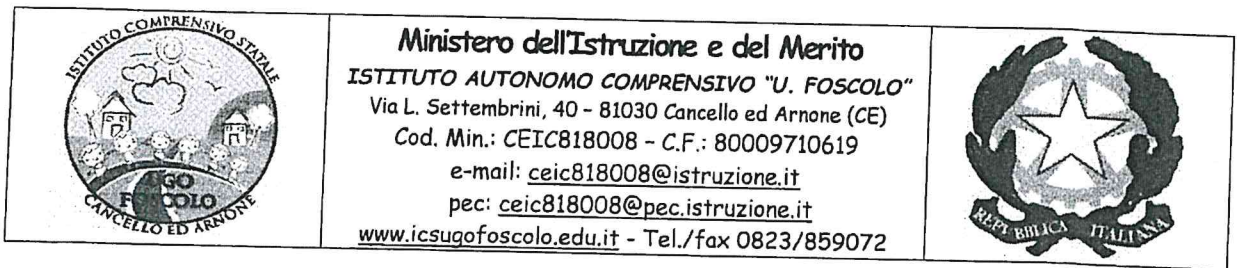 ISTITUTO COMPRENSIVO STATALE
UGO
FOSCOLO
CANCELLO ED ARNONE
Ministero dell'Istruzione e del Merito
ISTITUTO AUTONOMO COMPRENSIVO "U. FOSCOLO"
Via L. Settembrini, 40 - 81030 Cancello ed Arnone (CE)
Cod. Min.: CEIC818008 - C.F.: 80009710619
e-mail: ceic818008@istruzione.it
pec: ceic818008@pec.istruzione.it
www.icsugofoscolo.edu.it - Tel./fax 0823/859072
REPVBBLICA ITALIANA